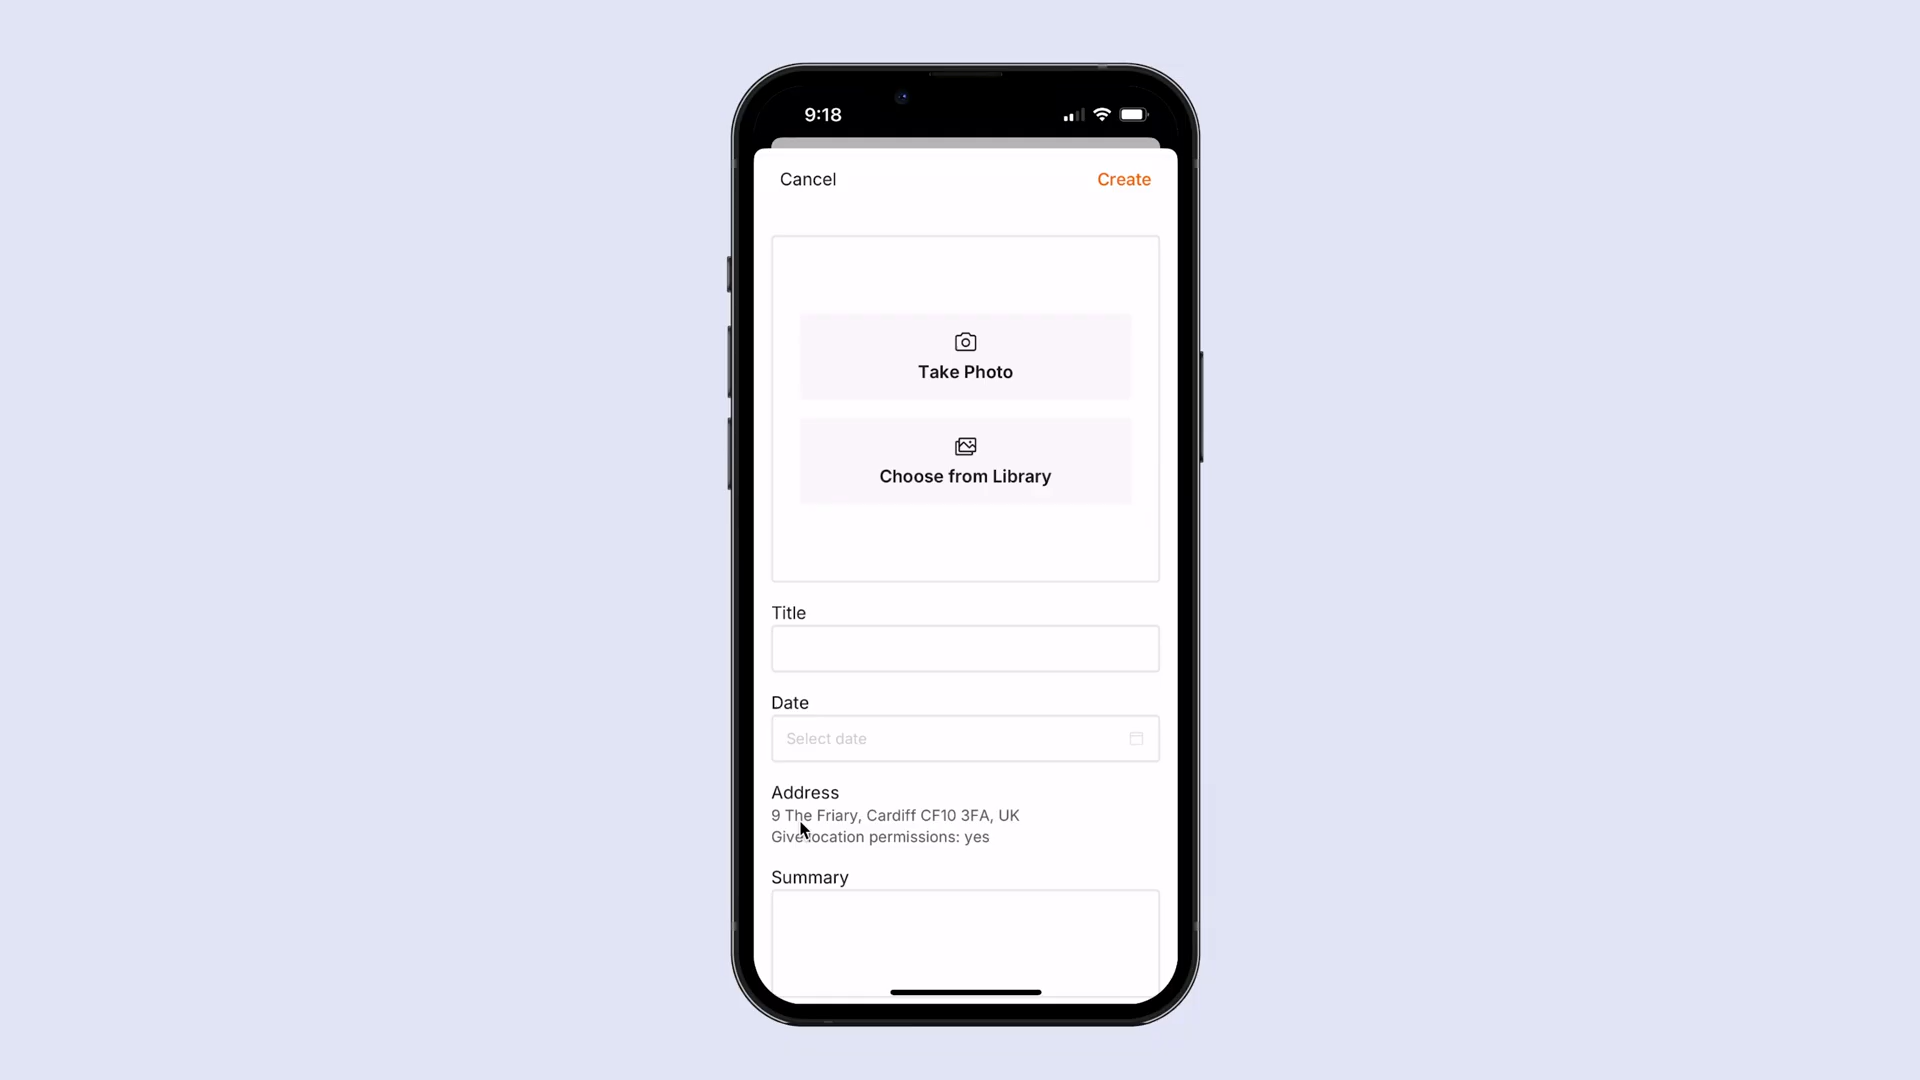 9:18
Cancel
Create
Take Photo
Choose from Library
Title
Date
Select date
Address
9 The Friary, Cardiff CF10 3FA, UK
Give location permissions: yes
Summary